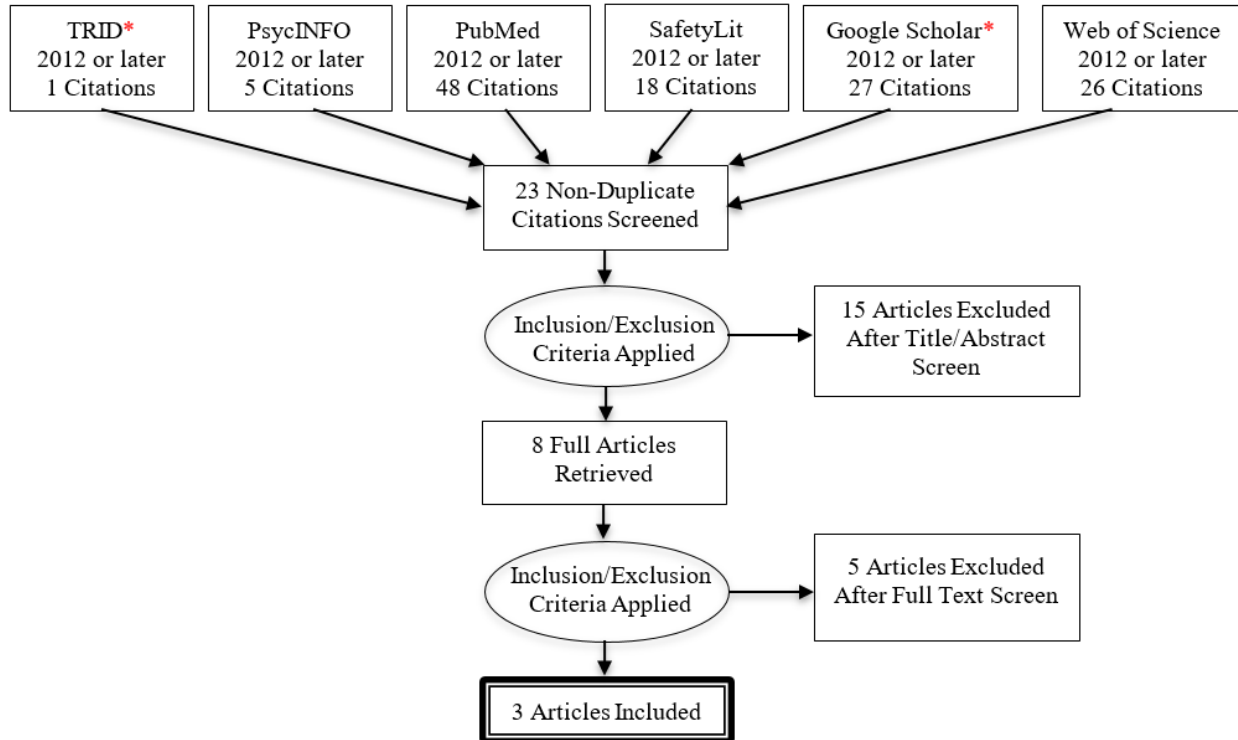 TRID*
2012 or later
1 Citations
PsycINFO
2012 or later
5 Citations
PubMed
2012 or later
48 Citations
SafetyLit
2012 or later
18 Citations
Google Scholar*
2012 or later
27 Citations
Web of Science
2012 or later
26 Citations
23 Non-Duplicate
Citations Screened
Inclusion/Exclusion
Criteria Applied
15 Articles Excluded
After Title/Abstract
Screen
8 Full Articles
Retrieved
Inclusion/Exclusion
Criteria Applied
5 Articles Excluded
After Full Text Screen
3 Articles Included